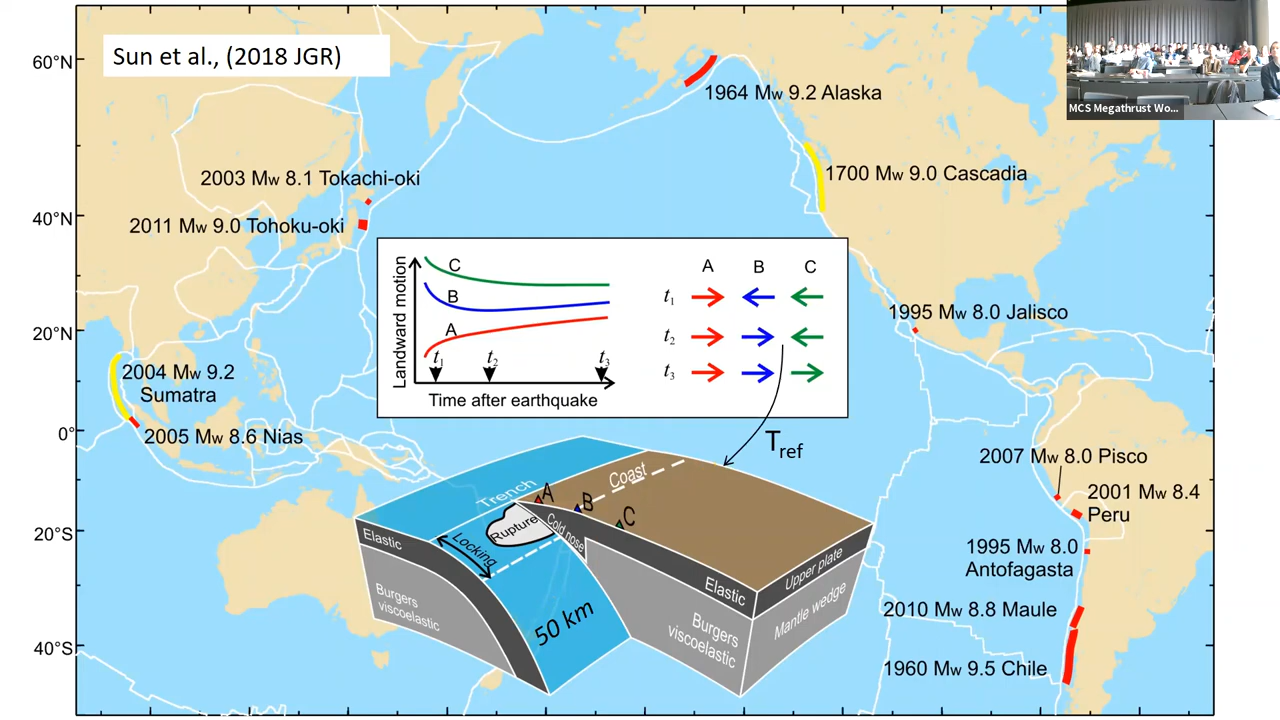 Sun et al., (2018 JGR)
MCS Megathrust Wo...
60°N
40°N
20°N
0°
20°S
40°S
1964 Mw 9.2 Alaska
1700 Mw 9.0 Cascadia
2003 Mw 8.1 Tokachi-oki
2011 Mw 9.0 Tohoku-oki
1995 Mw 8.0 Jalisco
2004 Mw 9.2
Sumatra
2005 Mw 8.6 Nias
2007 Mw 8.0 Pisco
2001 Mw 8.4
Peru
1995 Mw 8.0
Antofagasta
2010 Mw 8.8 Maule
1960 Mw 9.5 Chile
Landward motion
C
B
A
t1 t2 t3
Time after earthquake
A B C
t1
t2
t3
Tref
Trench
Coast
A
B
C
Rupture
Cold nose
Locking
Elastic
Burgers
viscoelastic
50 km
Elastic
Upper plate
Burgers
viscoelastic
Mantle wedge